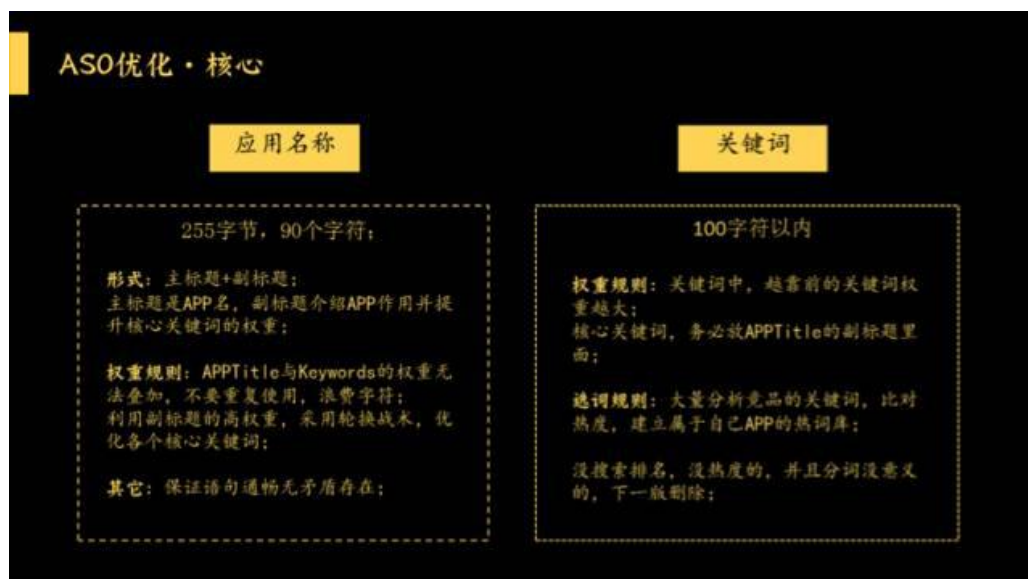 ASO优化·核心
应用名称
255字节，90个字符；
形式：主标题+副标题；
主标题是APP名，副标题介绍APP作用并提
升核心关键词的权重；
权重规则：APPTitle与Keywords的权重无
法叠加，不要重复使用，浪费字符；
利用副标题的高权重，采用轮换战术，优
化各个核心关键词；
其它：保证语句通畅无矛盾存在；
关键词
100字符以内
权重规则：关键词中，越靠前的关键词权
重越大；
核心关键词，务必放APPTitle的副标题里
面；
选词规则：大量分析竞品的关键词，比对
热度，建立属于自己APP的热词库；
没搜索排名，没热度的，并且分词没意义
的，下一版删除；